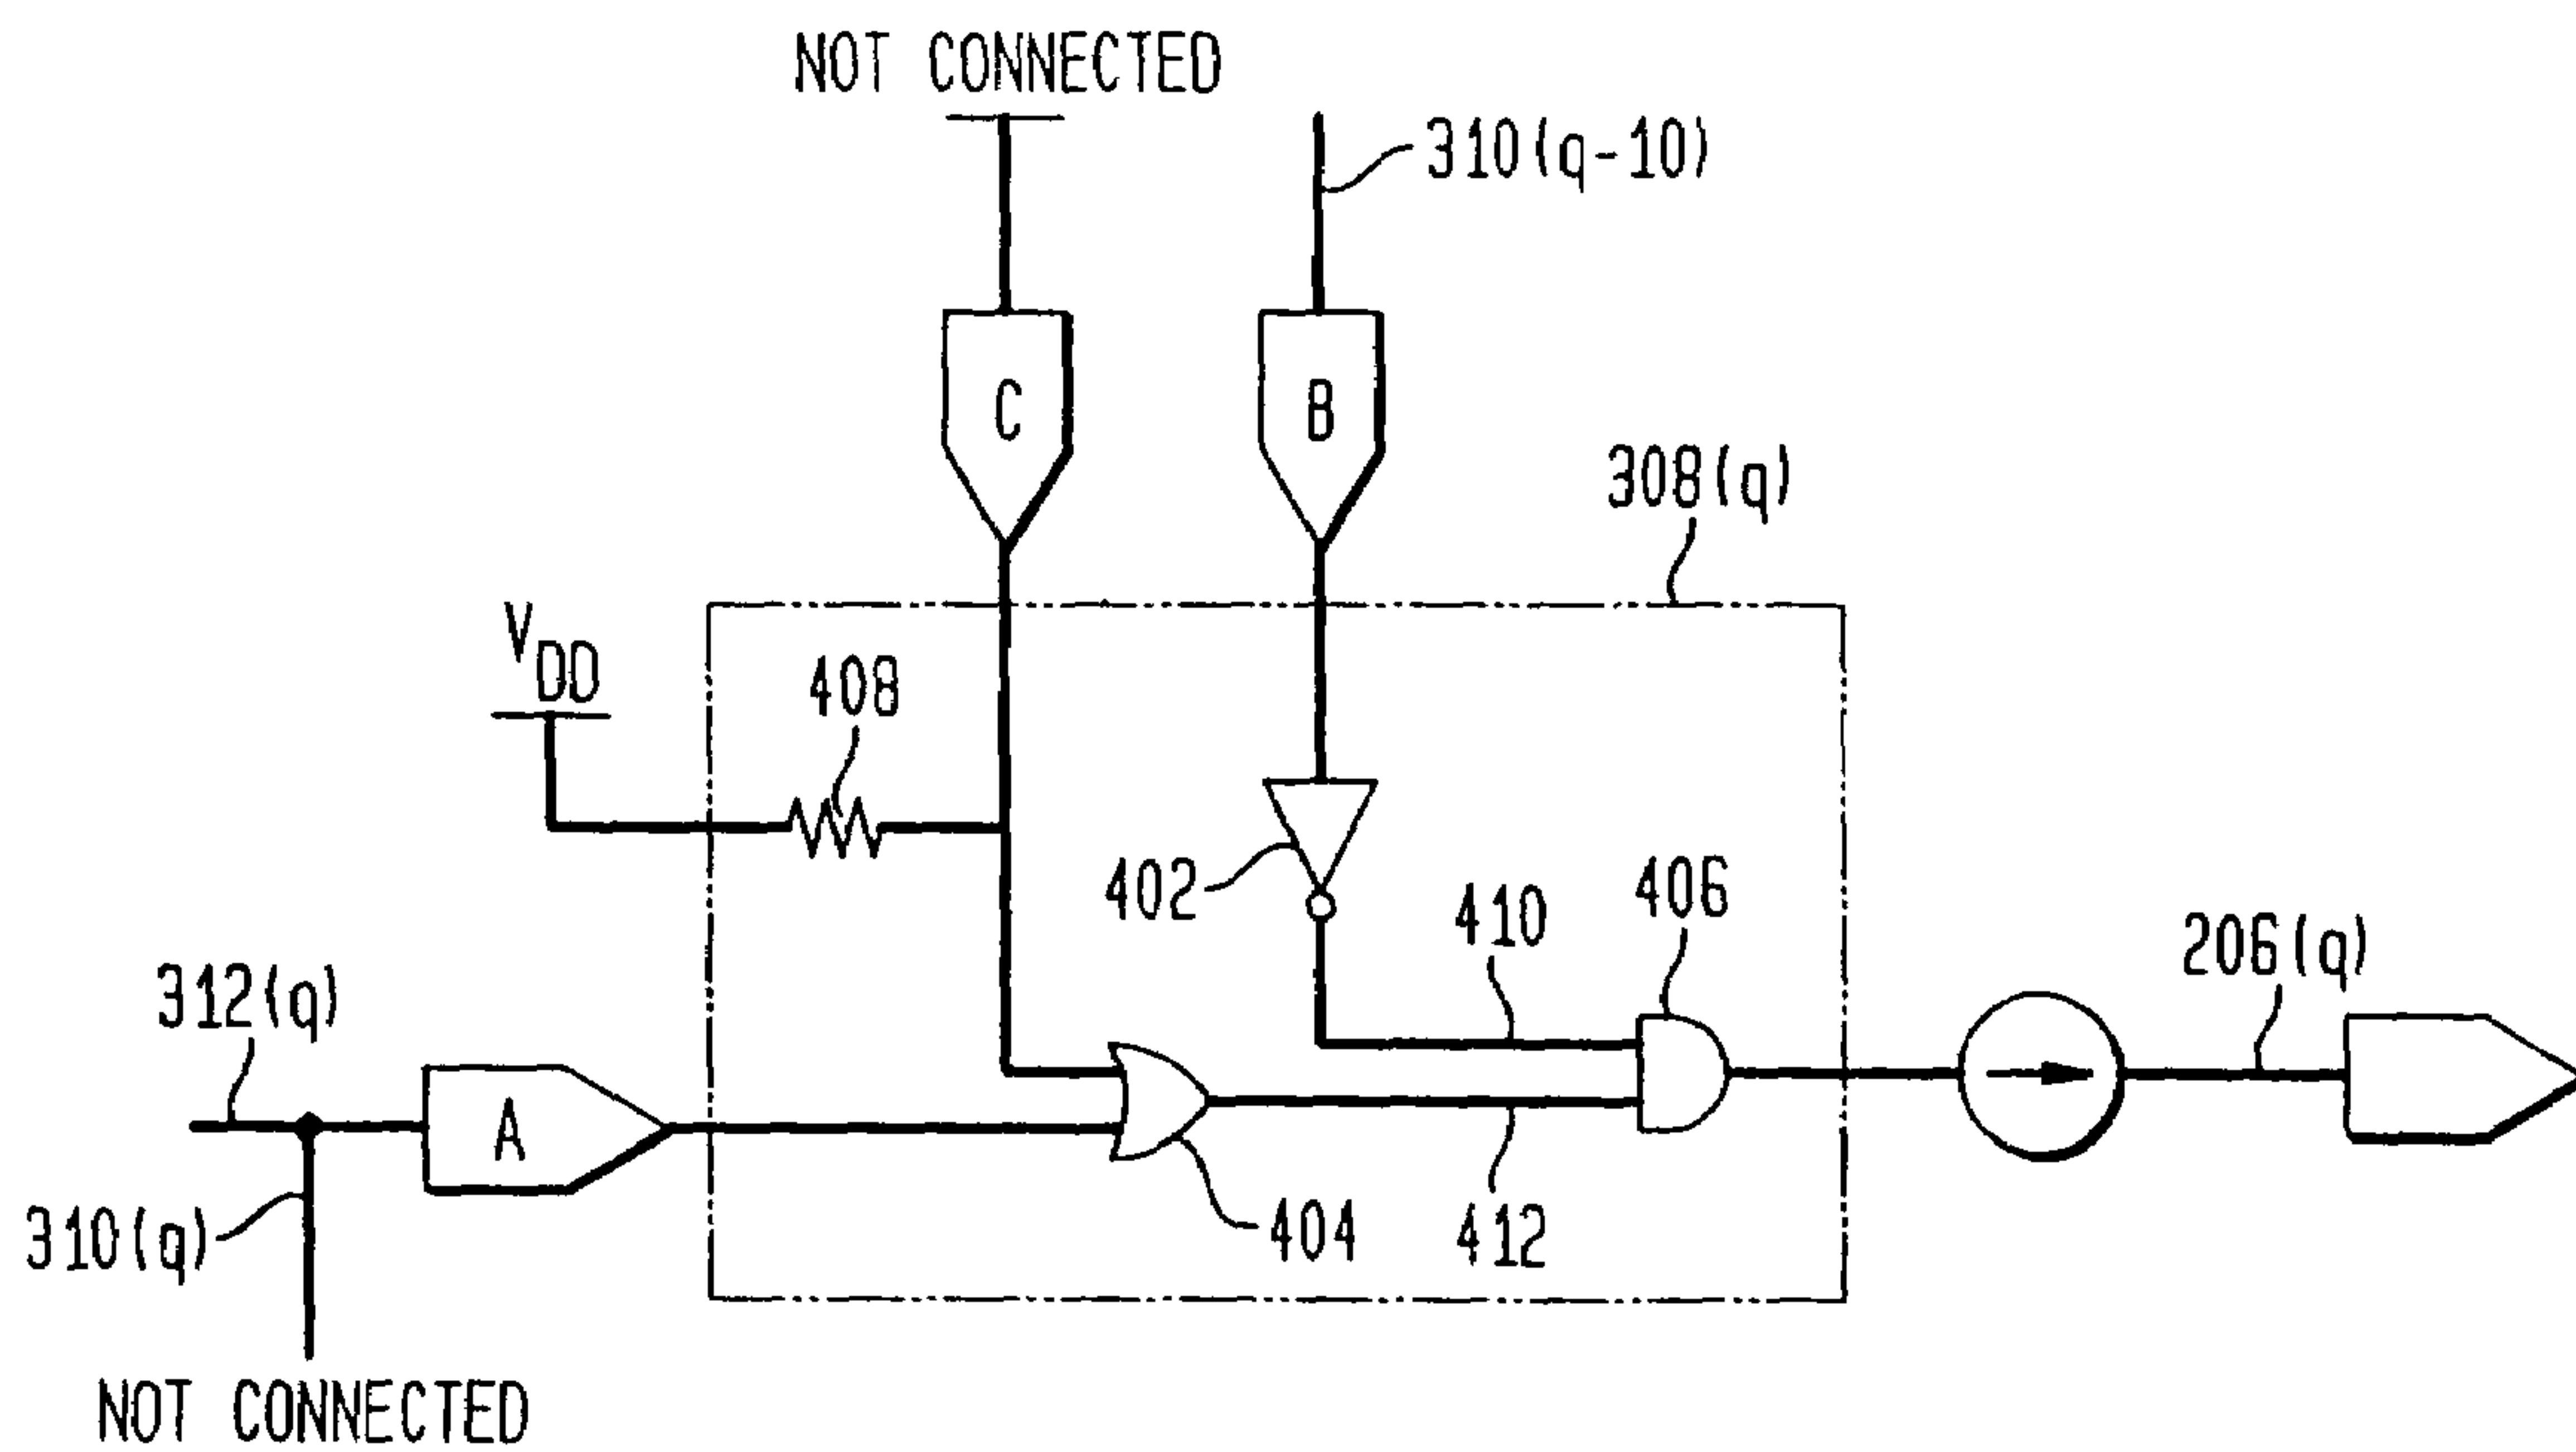 NOT CONNECTED
310(q-10)
C
B
308(q)
VDD
408
402
410
406
206(q)
312(q)
A
404
412
310(q)
NOT CONNECTED